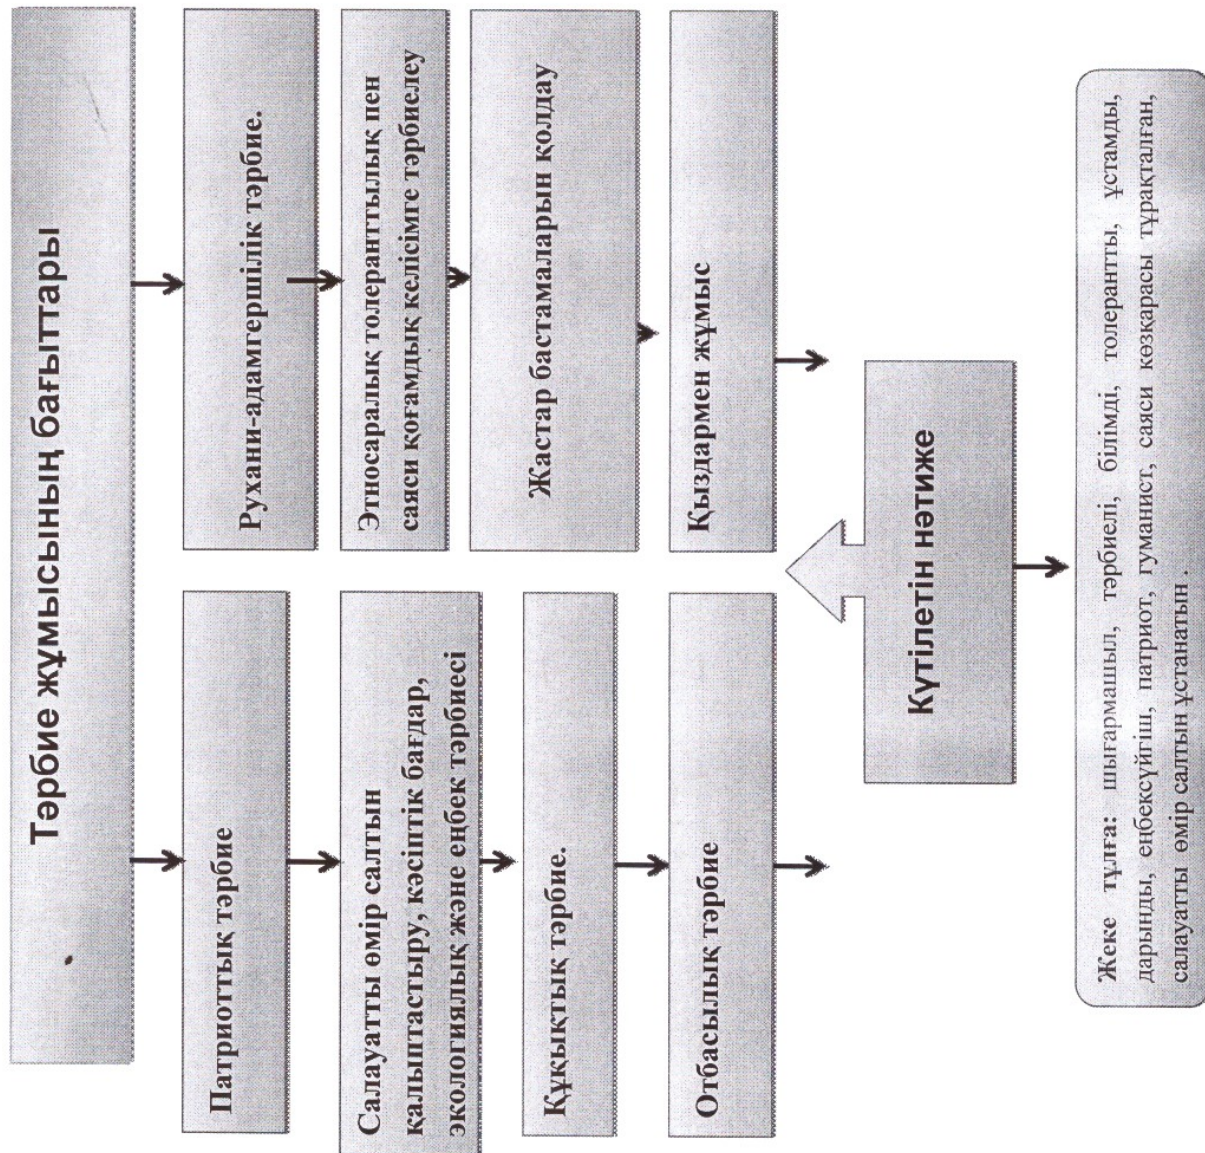 Тәрбие жұмысының бағыттары
Патриоттық тәрбие
Салауатты өмір салтын
қалыптастыру, кәсіптік бағдар,
экологиялық және еңбек тәрбиесі
Құқықтық тәрбие.
Отбасылық тәрбие
Рухани-адамгершілік тәрбие.
Этносаралық толеранттылық пен
саяси қоғамдық келісімге тәрбиелеу
Жастар бастамаларын қолдау
Қыздармен жұмыс
Күтілетін нәтиже
Жеке тұлға: шығармашыл, тәрбиелі, білімді, толерантты, ұстамды,
дарынды, еңбексүйгіш, патриот, гуманист, саяси көзқарасы тұрақталған,
салауатты өмір салтын ұстанатын .